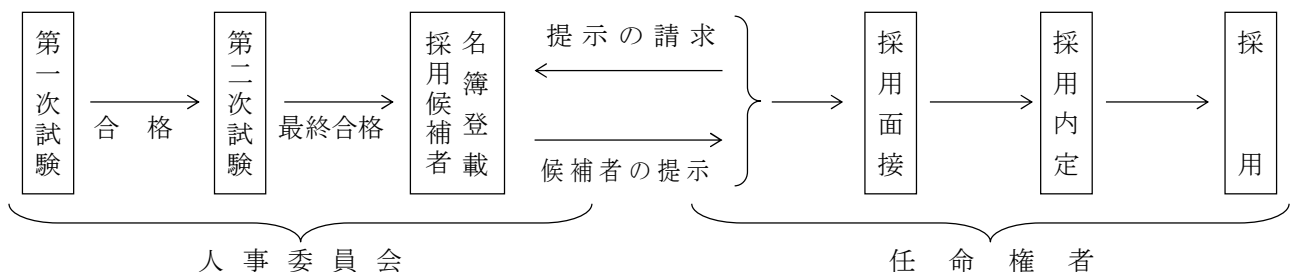 第一次試験
合格
第二次試験
最終合格
採用候補者
名簿登載
提示の請求
候補者の提示
採用面接
採用内定
採用
人事委員会
任命権者